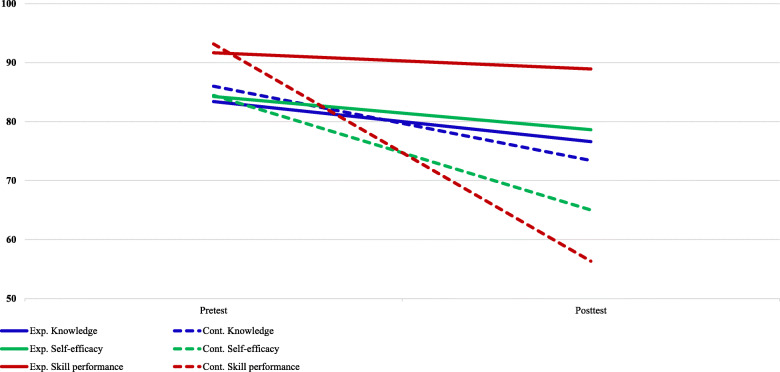 100
90
80
70
60
50
Pretest Posttest
Exp. Knowledge Cont. Knowledge
Exp. Self-efficacy Cont. Self-efficacy
Exp. Skill performance Cont. Skill performance